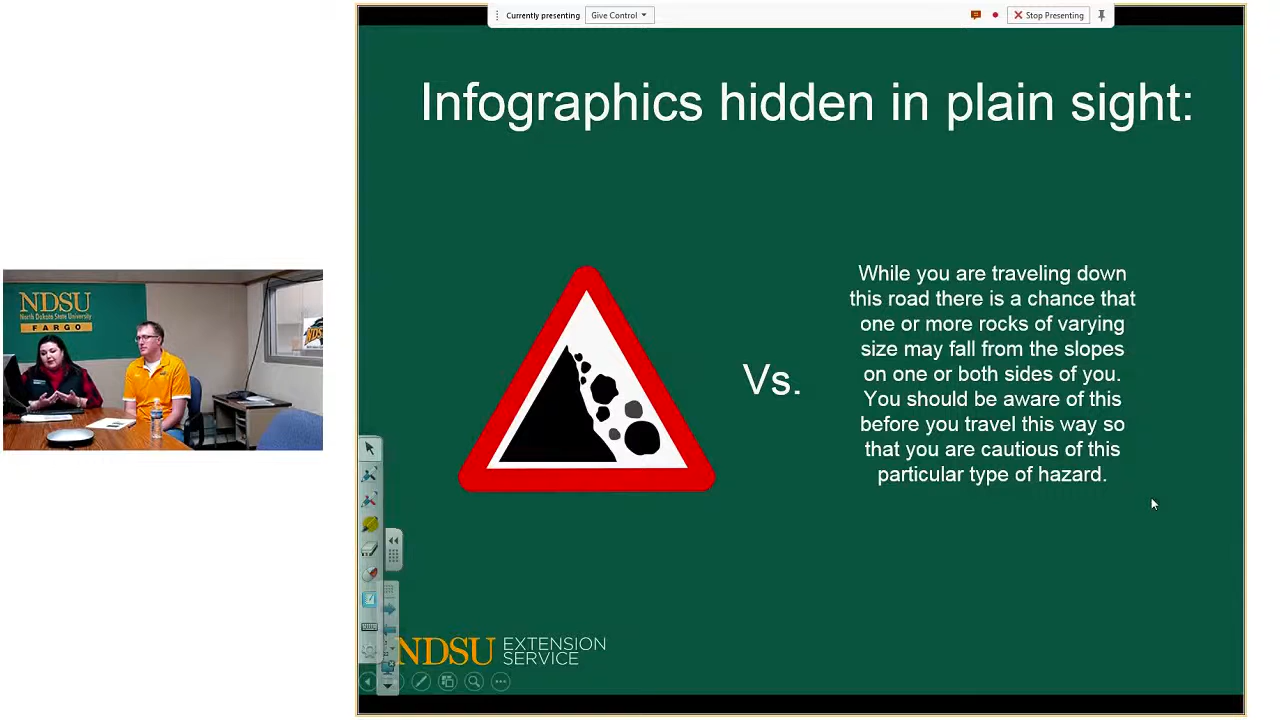 Currently presenting
Give Control
Stop Presenting
Infographics hidden in plain sight:
NDSU
North Dakota State University
FARGO
Vs.
While you are traveling down
this road there is a chance that
one or more rocks of varying
size may fall from the slopes
on one or both sides of you.
You should be aware of this
before you travel this way so
that you are cautious of this
particular type of hazard.
NDSU EXTENSION
SERVICE